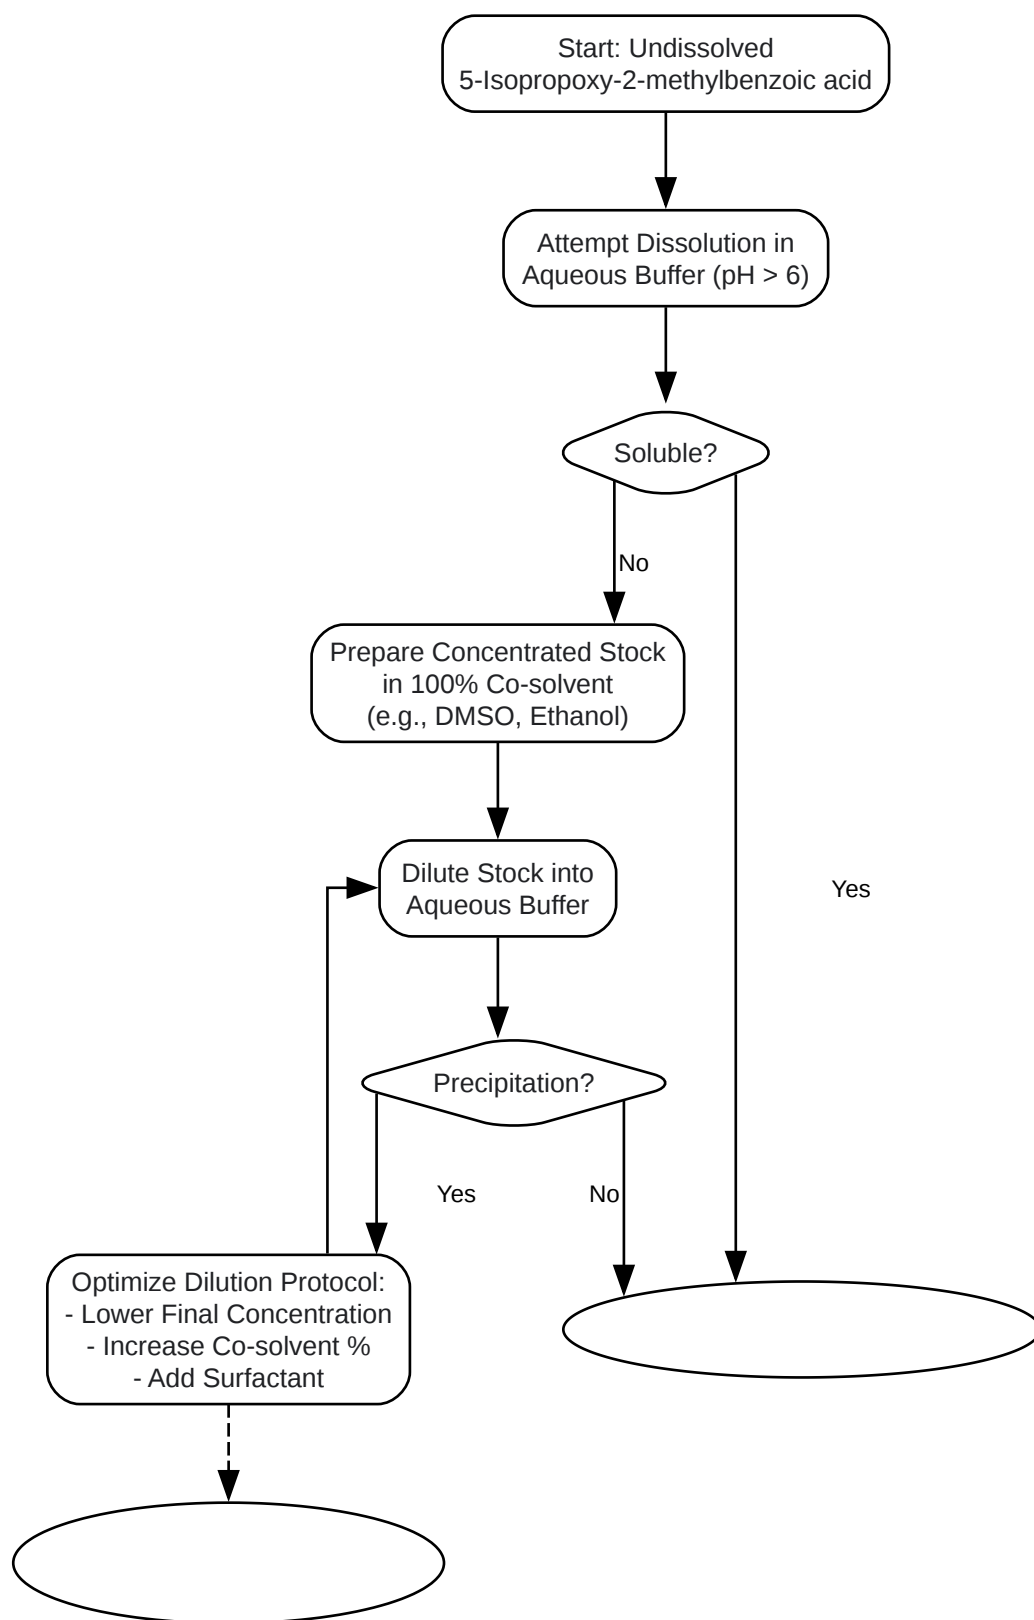 Start: Undissolved
5-Isopropoxy-2-methylbenzoic acid
Attempt Dissolution in
Aqueous Buffer (pH > 6)
Soluble?
No
Prepare Concentrated Stock
in 100% Co-solvent
(e.g., DMSO, Ethanol)
Dilute Stock into
Aqueous Buffer
Yes
Precipitation?
Yes
No
Optimize Dilution Protocol:
- Lower Final Concentration
- Increase Co-solvent %
- Add Surfactant